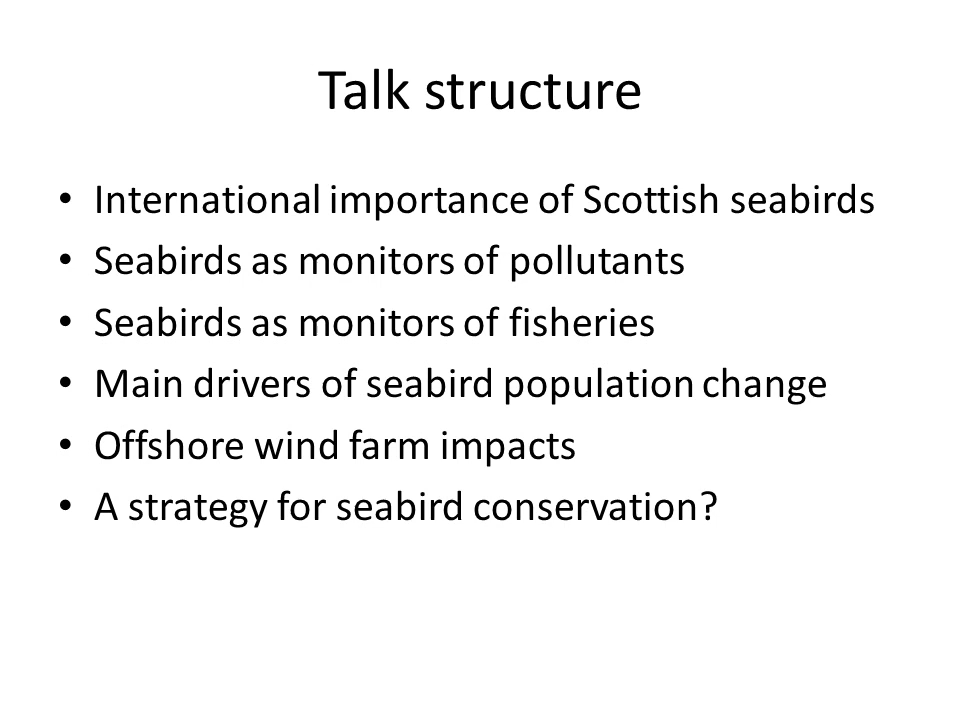 Talk structure
• International importance of Scottish seabirds
• Seabirds as monitors of pollutants
• Seabirds as monitors of fisheries
• Main drivers of seabird population change
• Offshore wind farm impacts
• A strategy for seabird conservation?